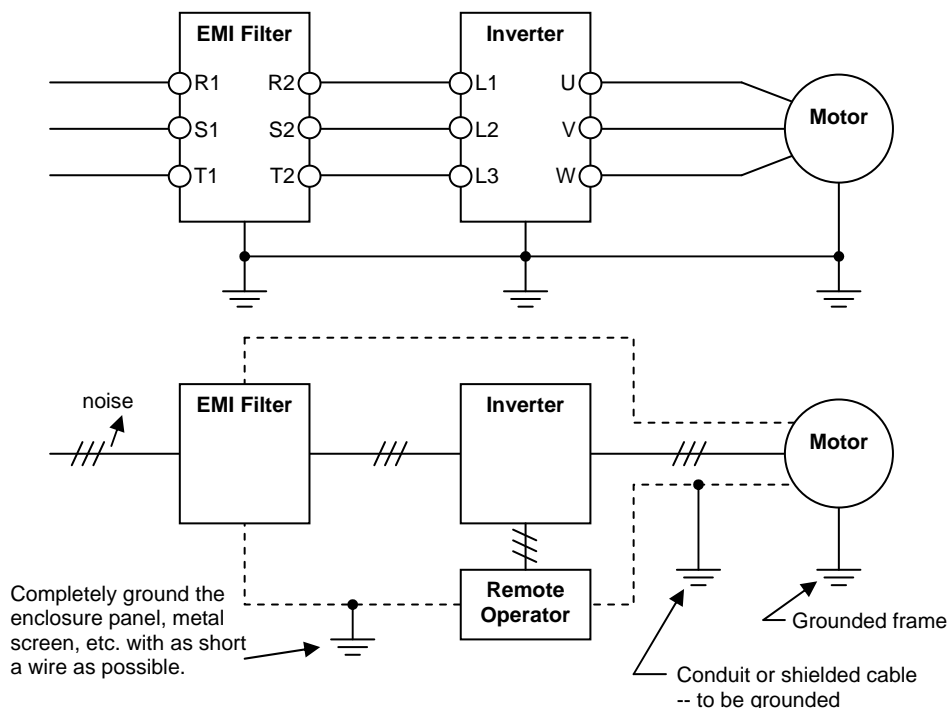 EMI Filter
Inverter
R1
R2
L1
U
Motor
S1
S2
L2
V
T1
T2
L3
W
noise
EMI Filter
Inverter
Motor
Completely ground the
enclosure panel, metal
screen, etc. with as short
a wire as possible.
Remote
Operator
Grounded frame
Conduit or shielded cable
-- to be grounded